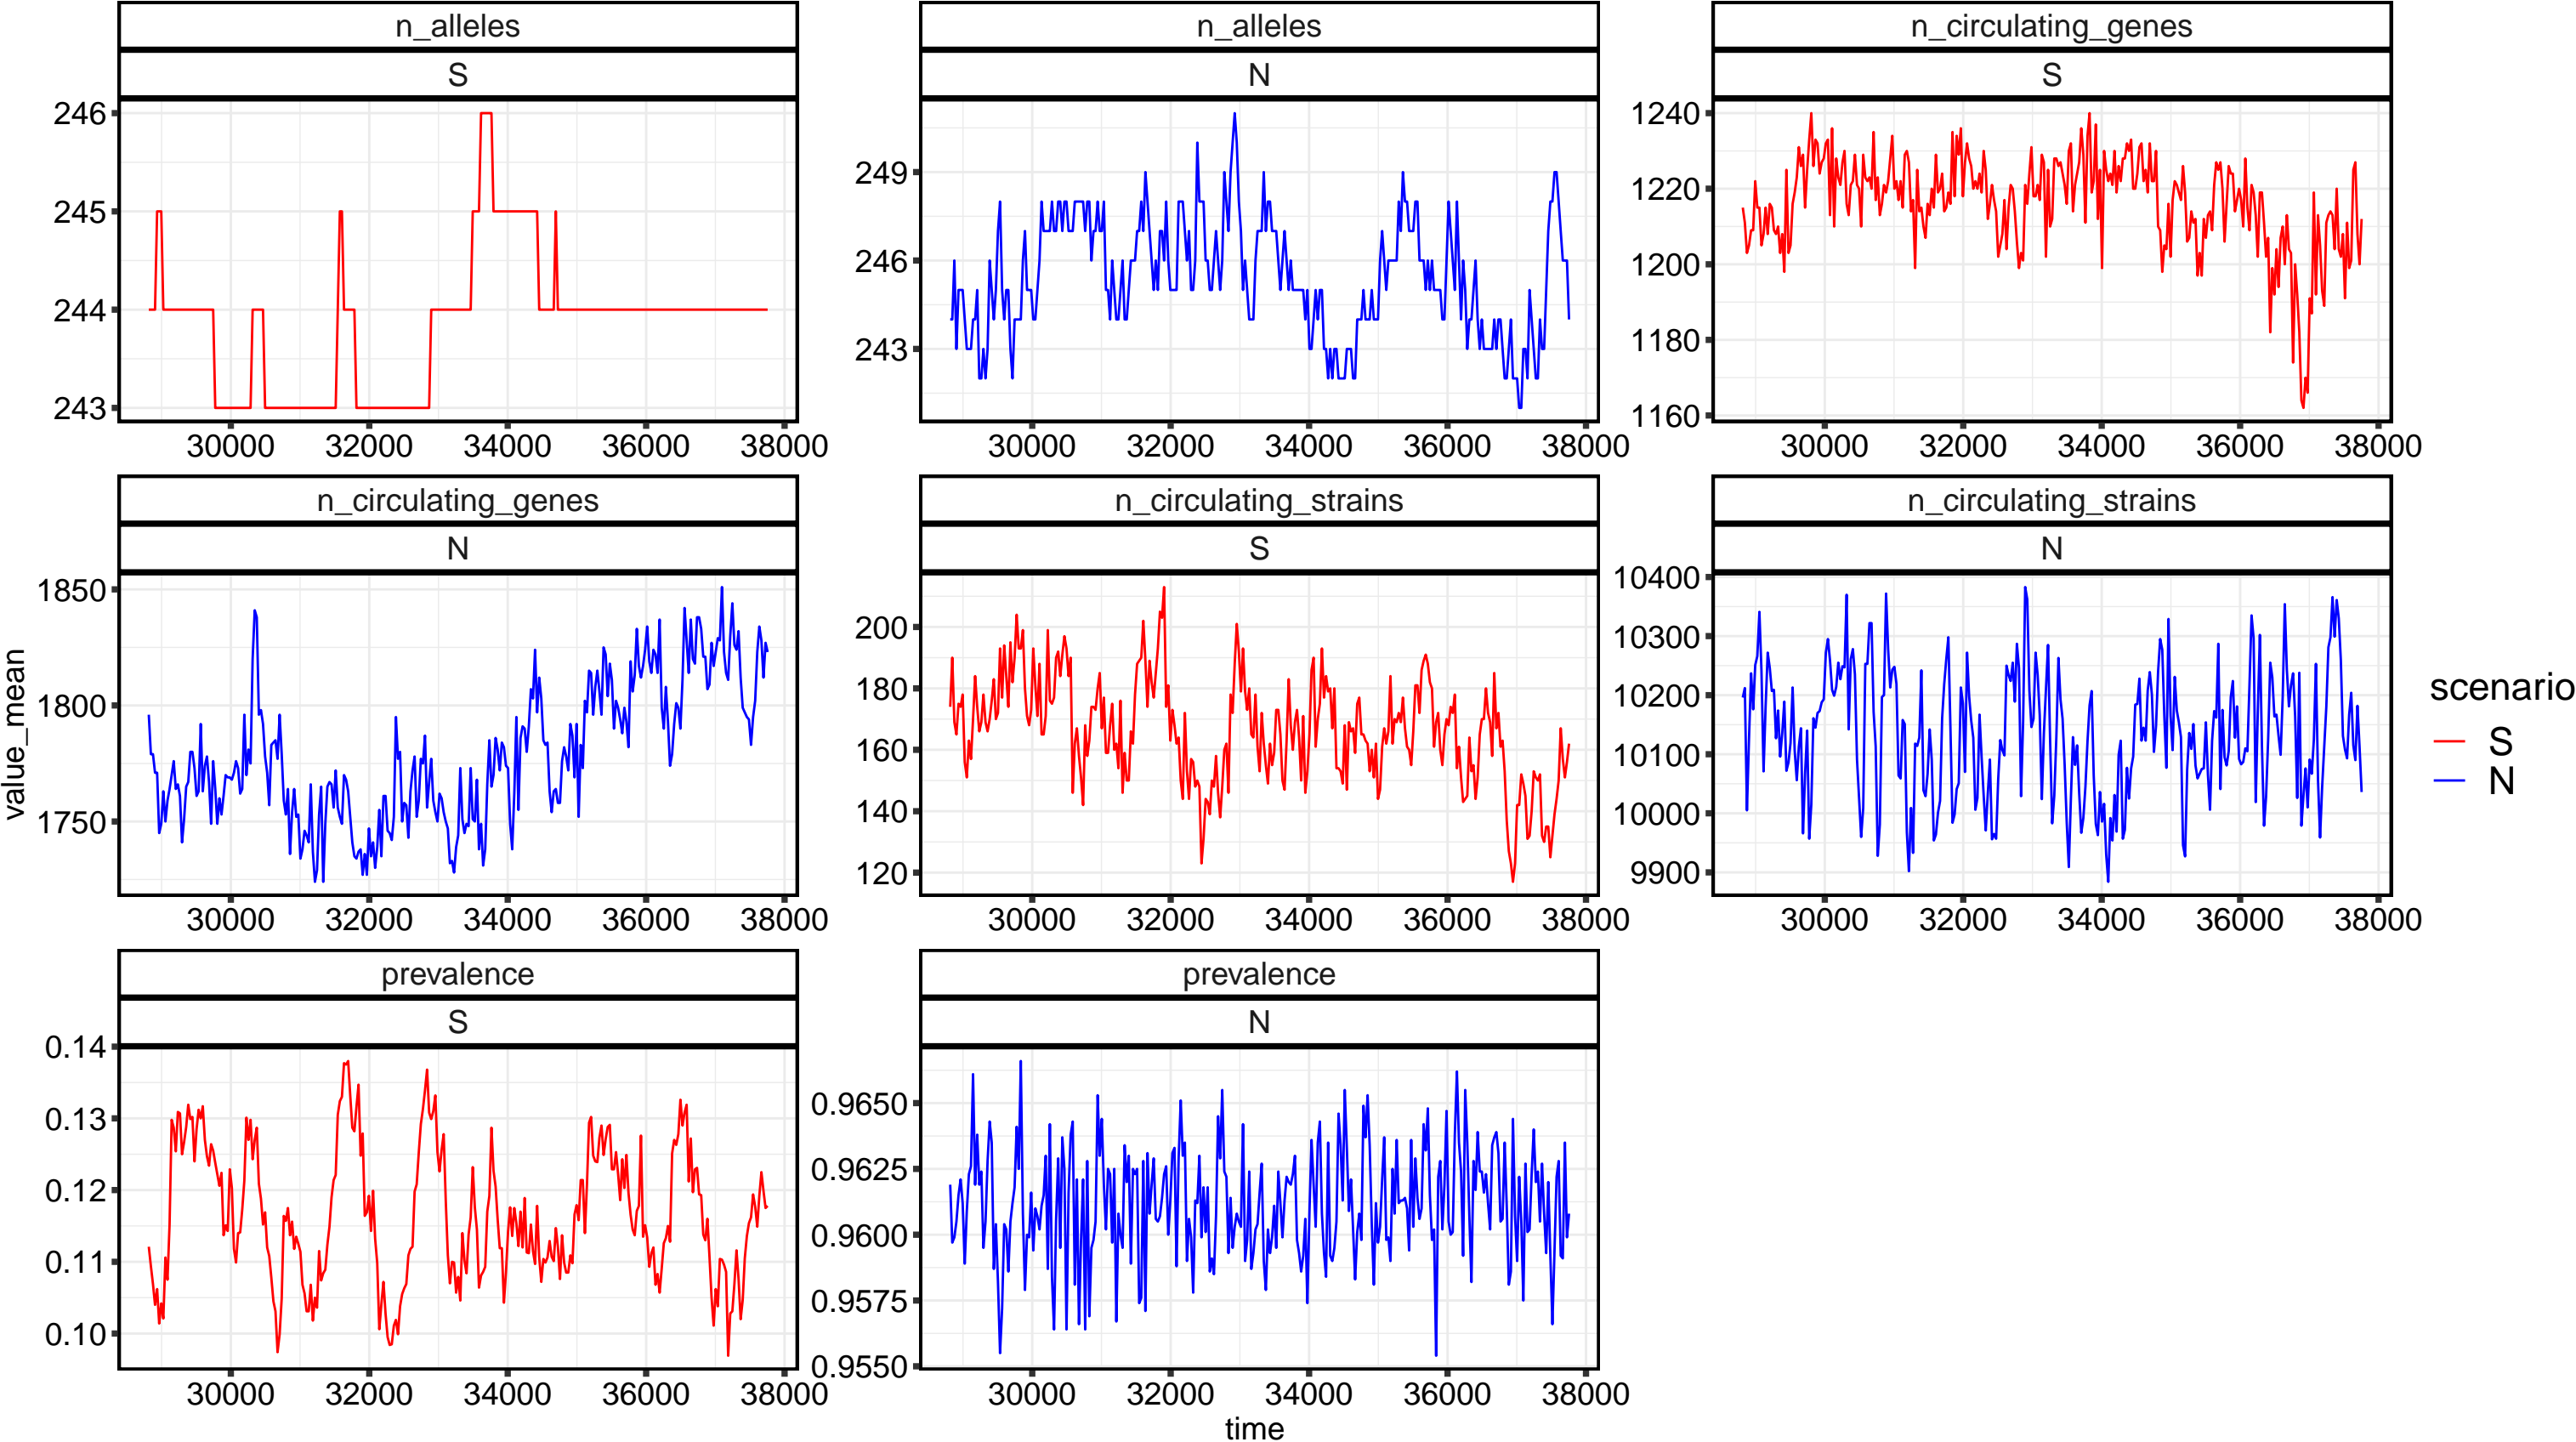 n_alleles
S
246
245
244
243
30000 32000 34000 36000 38000
n_alleles
N
249
246
243
30000 32000 34000 36000 38000
n_circulating_genes
S
1240
1220
1200
1180
1160
30000 32000 34000 36000 38000
n_circulating_genes
N
1850
1800
1750
30000 32000 34000 36000 38000
n_circulating_strains
S
200
180
160
140
120
30000 32000 34000 36000 38000
n_circulating_strains
N
10400
10300
10200
10100
10000
9900
30000 32000 34000 36000 38000
prevalence
S
0.14
0.13
0.12
0.11
0.10
30000 32000 34000 36000 38000
prevalence
N
0.9650
0.9625
0.9600
0.9575
0.9550
30000 32000 34000 36000 38000
time
value_mean
scenario
S
N